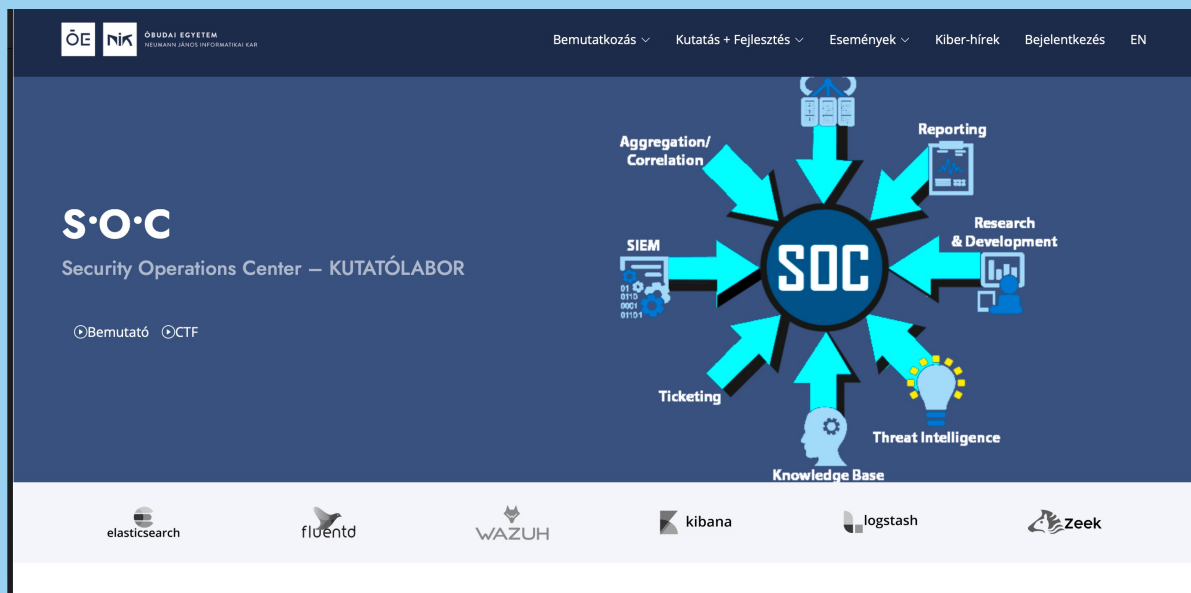 ÓE NIK ÓBUDAI EGYETEM
NEUMANN JÁNOS INFORMATIKAI KAR
Bemutatkozás Kutatás + Fejlesztés Események Kiber-hírek Bejelentkezés EN
S·O·C
Security Operations Center – KUTATÓLABOR
Bemutató CTF
Aggregation/
Correlation
Reporting
SIEM
01
0110
0001
01101
SOC
Research
& Development
Ticketing
Threat Intelligence
Knowledge Base
elasticsearch
fluentd
WAZUH
kibana
logstash
Zeek